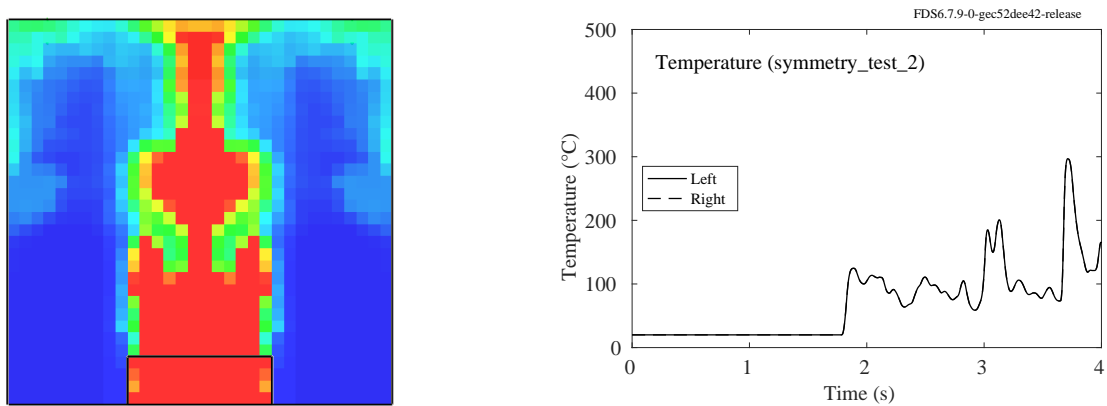 FDS6.7.9-0-gec52dee42-release
500
Temperature (symmetry_test_2)
400
300
Left
Right
200
100
0
0 1 2 3 4
Temperature (°C)
Time (s)